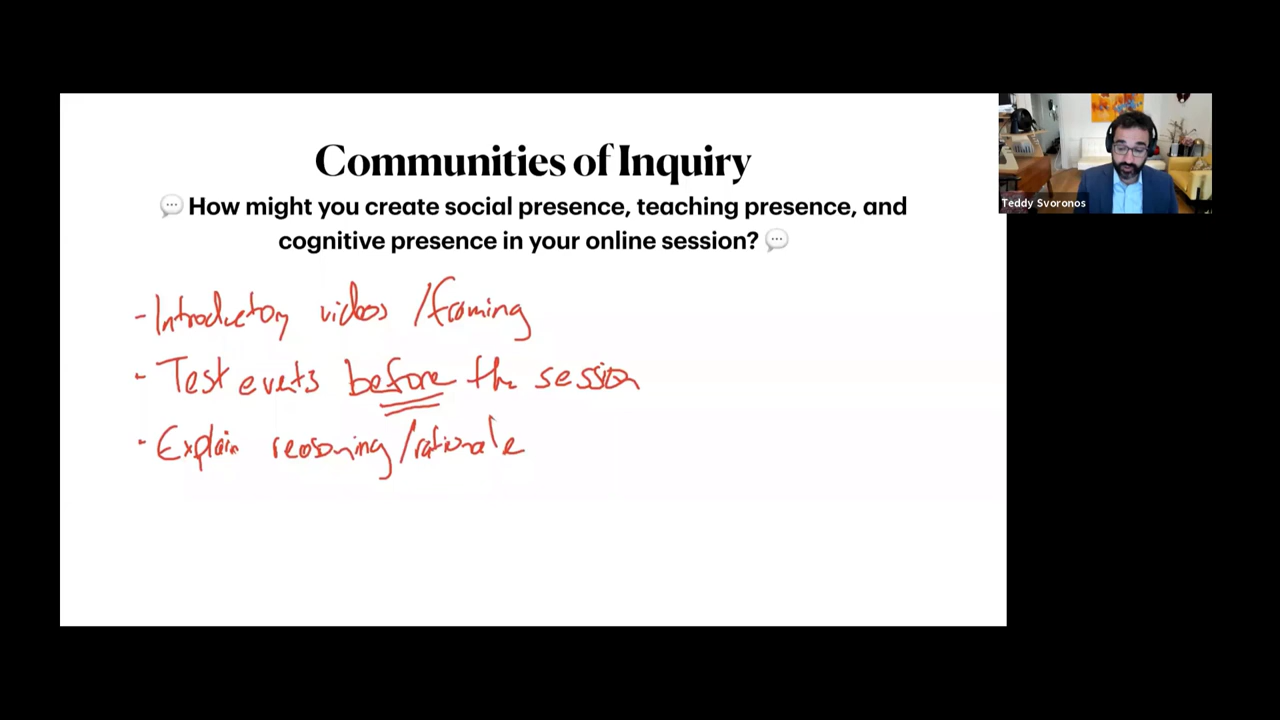 Communities of Inquiry
How might you create social presence, teaching presence, and
cognitive presence in your online session?
- Introductory videos /framing
- Test events before the session
- Explain reasoning/rationale
Teddy Svoronos